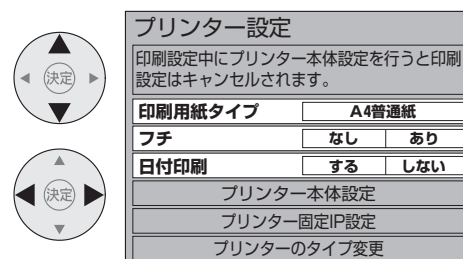 プリンター設定
印刷設定中にプリンター本体設定を行うと印刷
設定はキャンセルされます。
決定
印刷用紙タイプ A4普通紙
フチ なし あり
日付印刷 する しない
決定
プリンター本体設定
プリンター固定IP設定
プリンターのタイプ変更